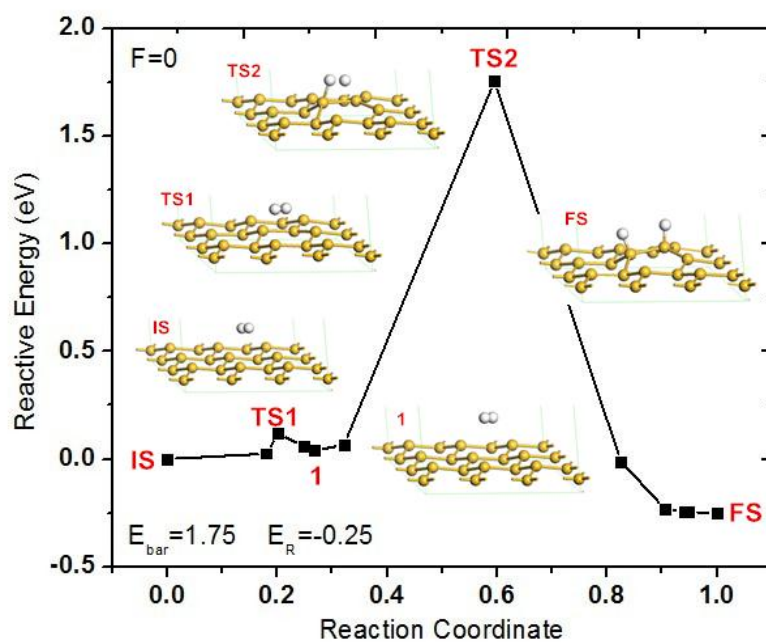 F=0
TS2
TS2
TS1
FS
IS
TS1
1
IS
1
FS
E_bar=1.75 E_R=-0.25
2.0
1.5
1.0
0.5
0.0
-0.5
0.0 0.2 0.4 0.6 0.8 1.0
Reactive Energy (eV)
Reaction Coordinate